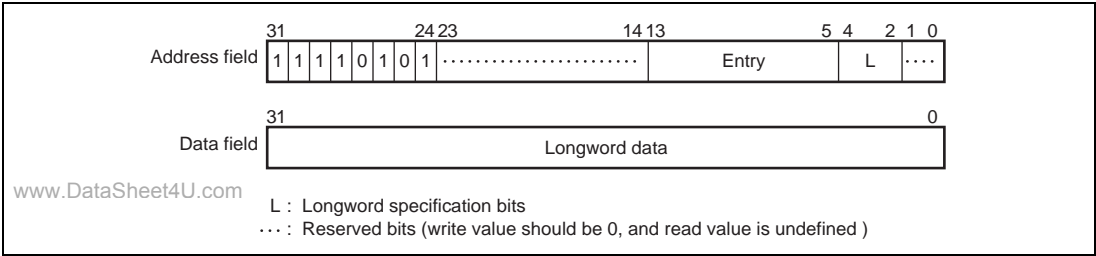 31 24 23 14 13 5 4 2 1 0
Address field 1 1 1 1 0 1 0 1 ························ Entry L ····
31 0
Data field Longword data
www.DataSheet4U.com
L : Longword specification bits
··· : Reserved bits (write value should be 0, and read value is undefined )